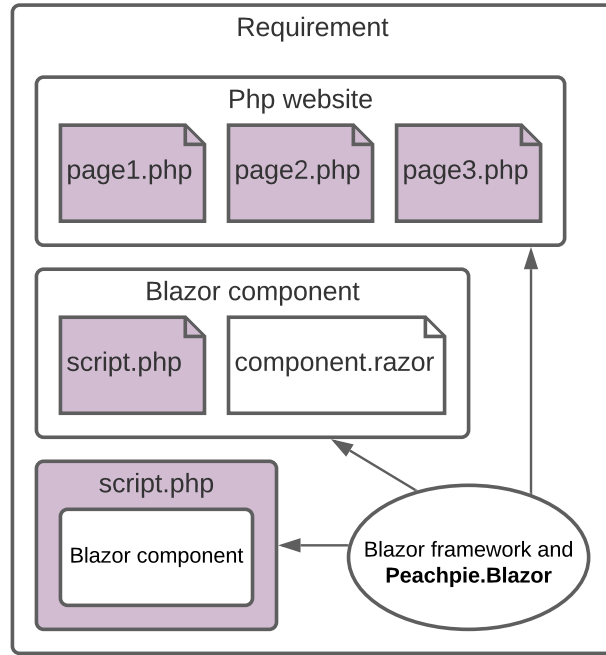 Requirement
Php website
page1.php
page2.php
page3.php
Blazor component
script.php
component.razor
script.php
Blazor component
Blazor framework and
Peachpie.Blazor